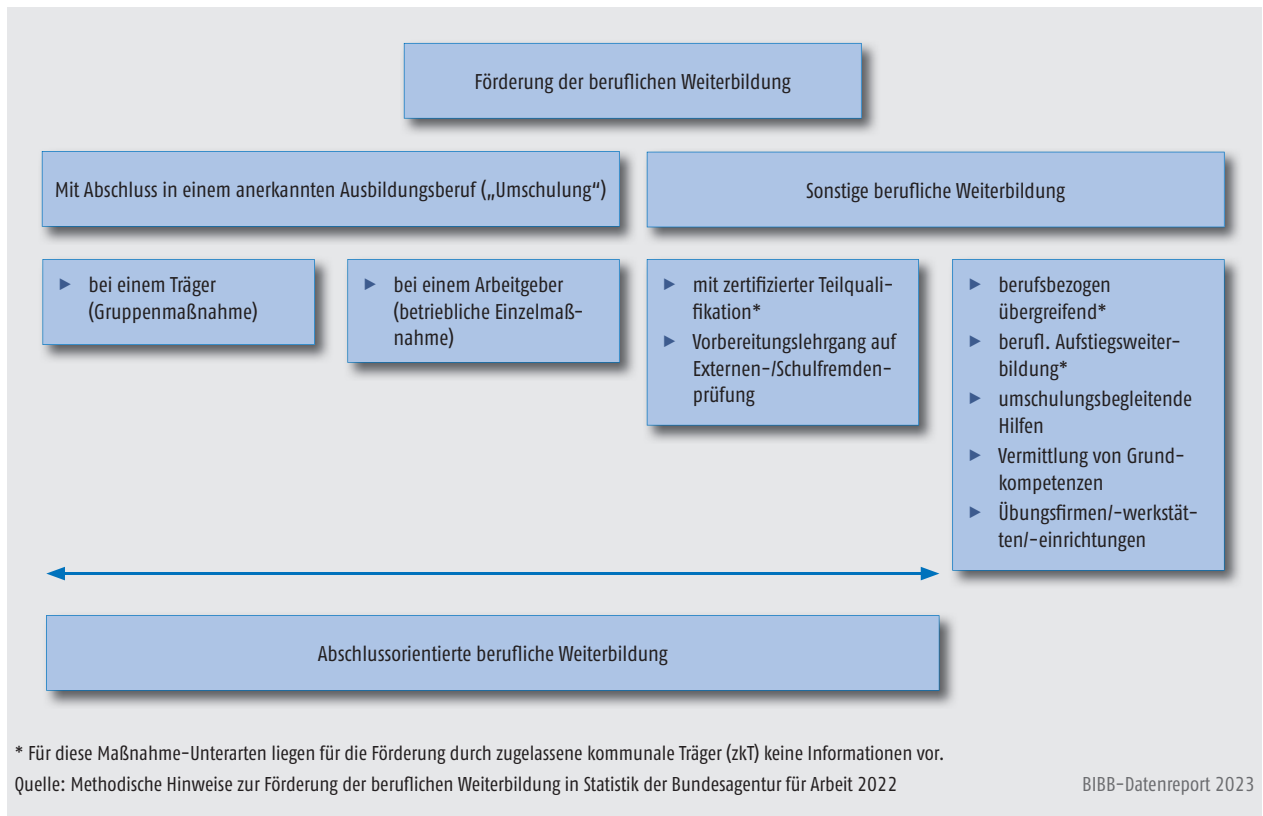 Förderung der beruflichen Weiterbildung
Mit Abschluss in einem anerkannten Ausbildungsberuf („Umschulung“)
Sonstige berufliche Weiterbildung
► bei einem Träger
(Gruppenmaßnahme)
► bei einem Arbeitgeber
(betriebliche Einzelmaß-
nahme)
► mit zertifizierter Teilquali-
fikation*
► Vorbereitungslehrgang auf
Externen-/Schulfremden-
prüfung
► berufsbezogen
übergreifend*
► berufl. Aufstiegsweiter-
bildung*
► umschulungsbegleitende
Hilfen
► Vermittlung von Grund-
kompetenzen
► Übungsfirmen/-werkstät-
ten/-einrichtungen
Abschlussorientierte berufliche Weiterbildung
* Für diese Maßnahme-Unterarten liegen für die Förderung durch zugelassene kommunale Träger (zkT) keine Informationen vor.
Quelle: Methodische Hinweise zur Förderung der beruflichen Weiterbildung in Statistik der Bundesagentur für Arbeit 2022
BIBB-Datenreport 2023